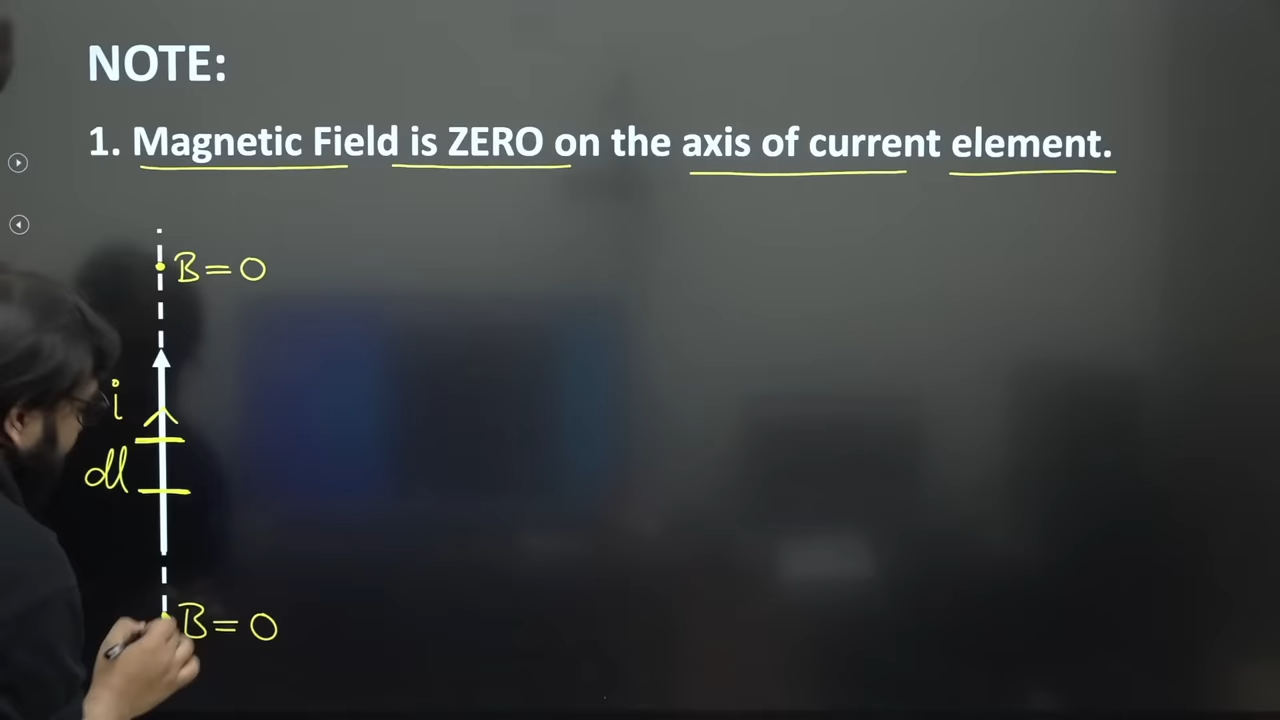 NOTE:
1. Magnetic Field is ZERO on the axis of current element.
B = 0
i
dl
B = 0